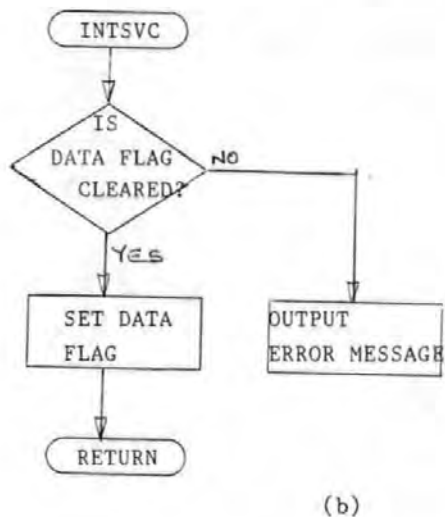 INTSVC
IS
DATA FLAG
CLEARED?
NO
YES
SET DATA
FLAG
OUTPUT
ERROR MESSAGE
RETURN
(b)